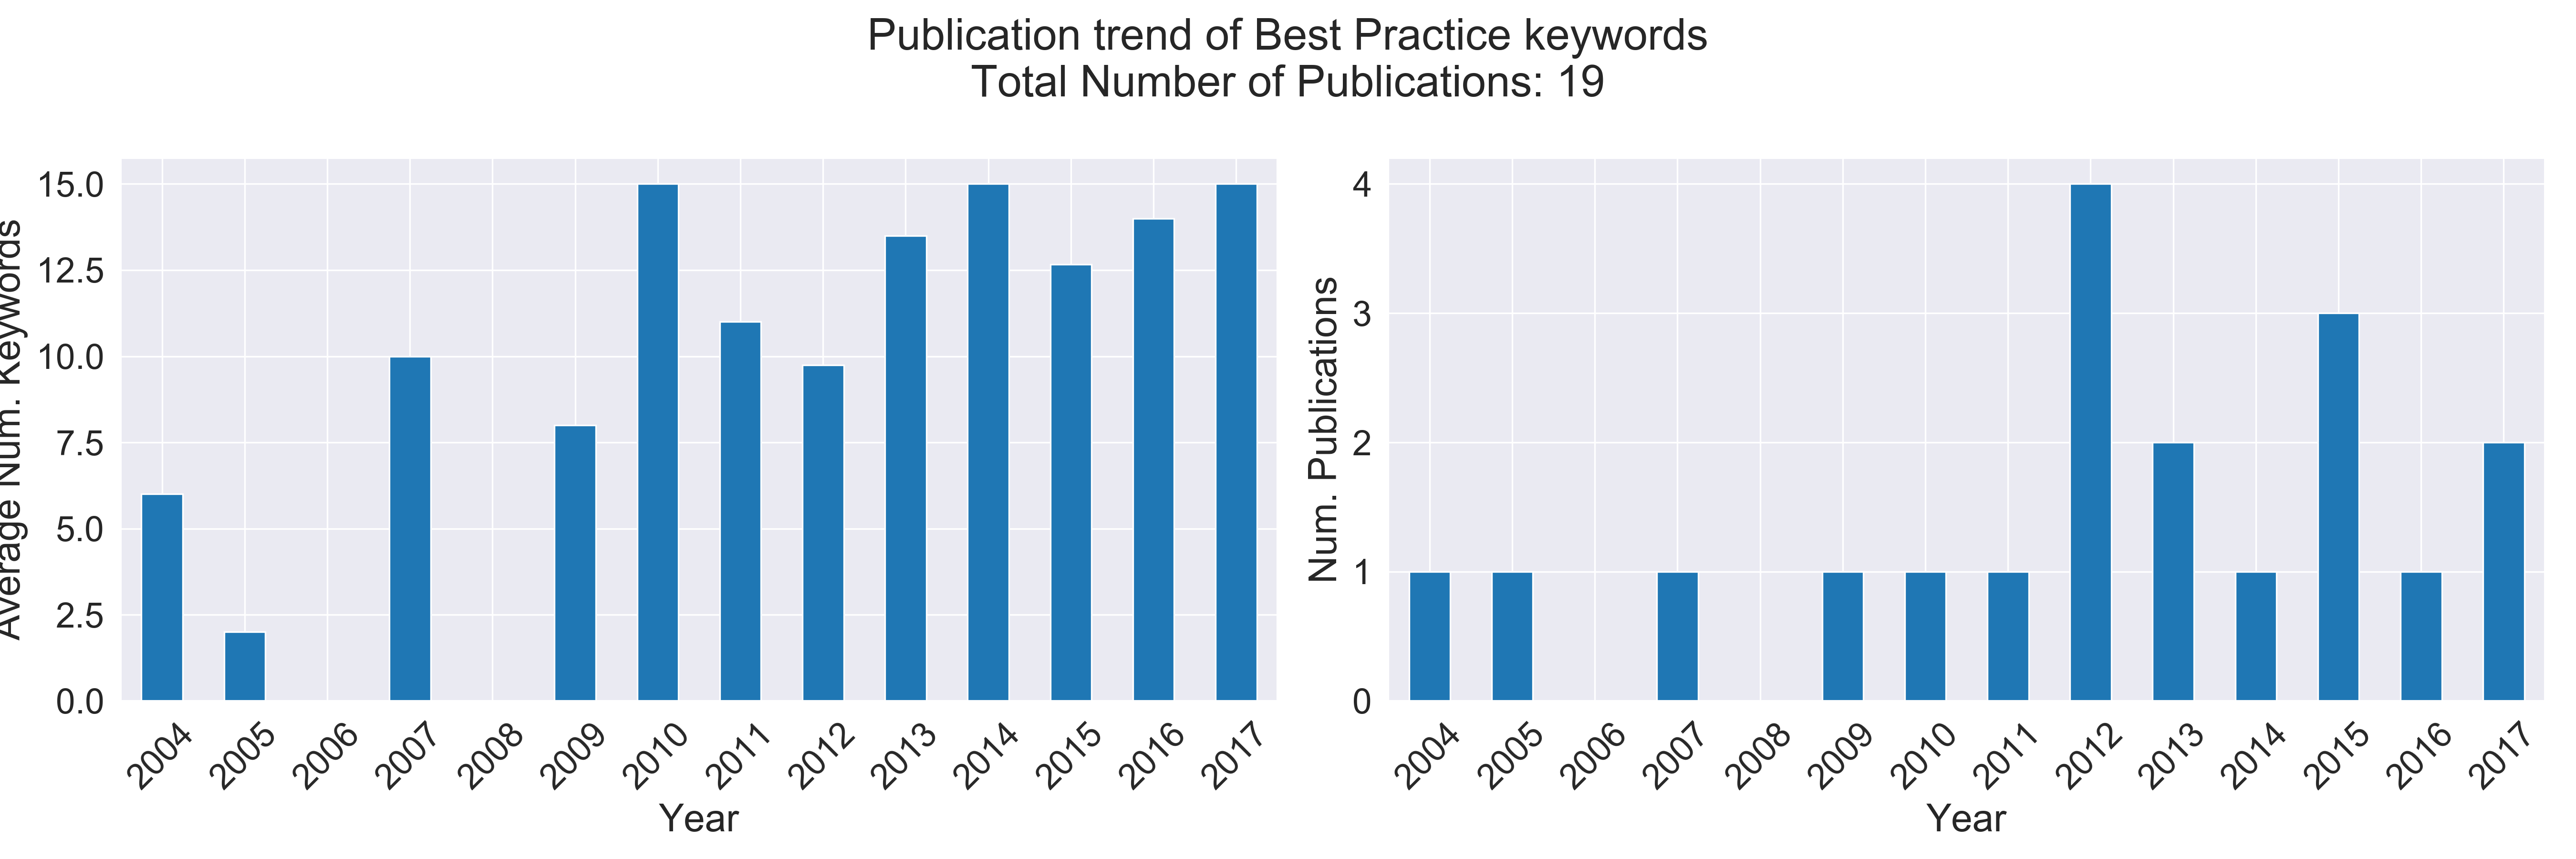 Publication trend of Best Practice keywords
Total Number of Publications: 19
Average Num. Keywords
15.0
12.5
10.0
7.5
5.0
2.5
0.0
2004 2005 2006 2007 2008 2009 2010 2011 2012 2013 2014 2015 2016 2017
Year
Num. Publications
4
3
2
1
0
2004 2005 2006 2007 2008 2009 2010 2011 2012 2013 2014 2015 2016 2017
Year